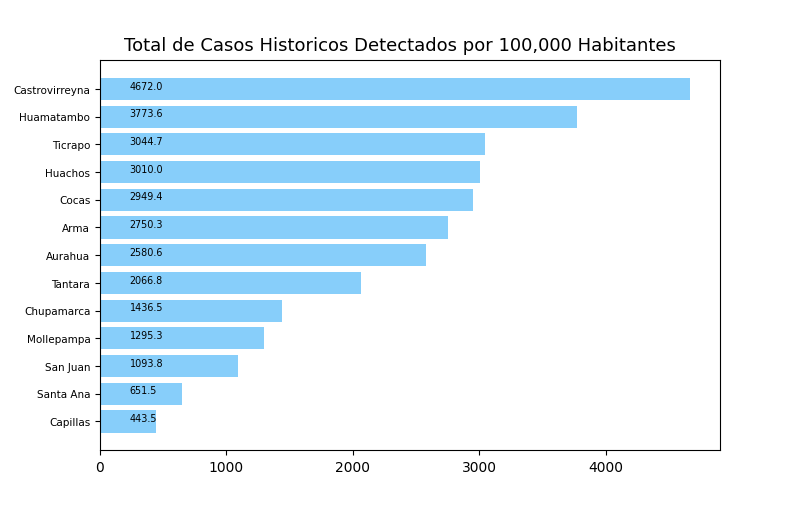 Total de Casos Historicos Detectados por 100,000 Habitantes
Castrovirreyna 4672.0
Huamatambo 3773.6
Ticrapo 3044.7
Huachos 3010.0
Cocas 2949.4
Arma 2750.3
Aurahua 2580.6
Tantara 2066.8
Chupamarca 1436.5
Mollepampa 1295.3
San Juan 1093.8
Santa Ana 651.5
Capillas 443.5
0 1000 2000 3000 4000